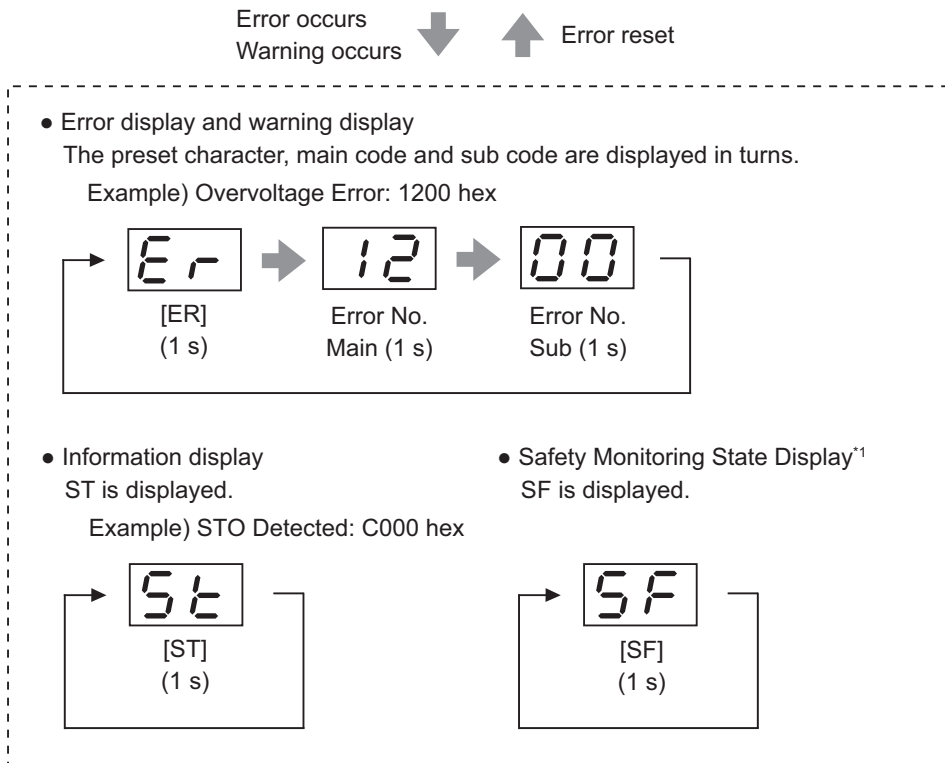 Error occurs
Warning occurs
Error reset
● Error display and warning display
The preset character, main code and sub code are displayed in turns.
Example) Overvoltage Error: 1200 hex
Er
12
00
[ER]
(1 s)
Error No.
Main (1 s)
Error No.
Sub (1 s)
● Information display
ST is displayed.
Example) STO Detected: C000 hex
St
[ST]
(1 s)
● Safety Monitoring State Display*1
SF is displayed.
SF
[SF]
(1 s)